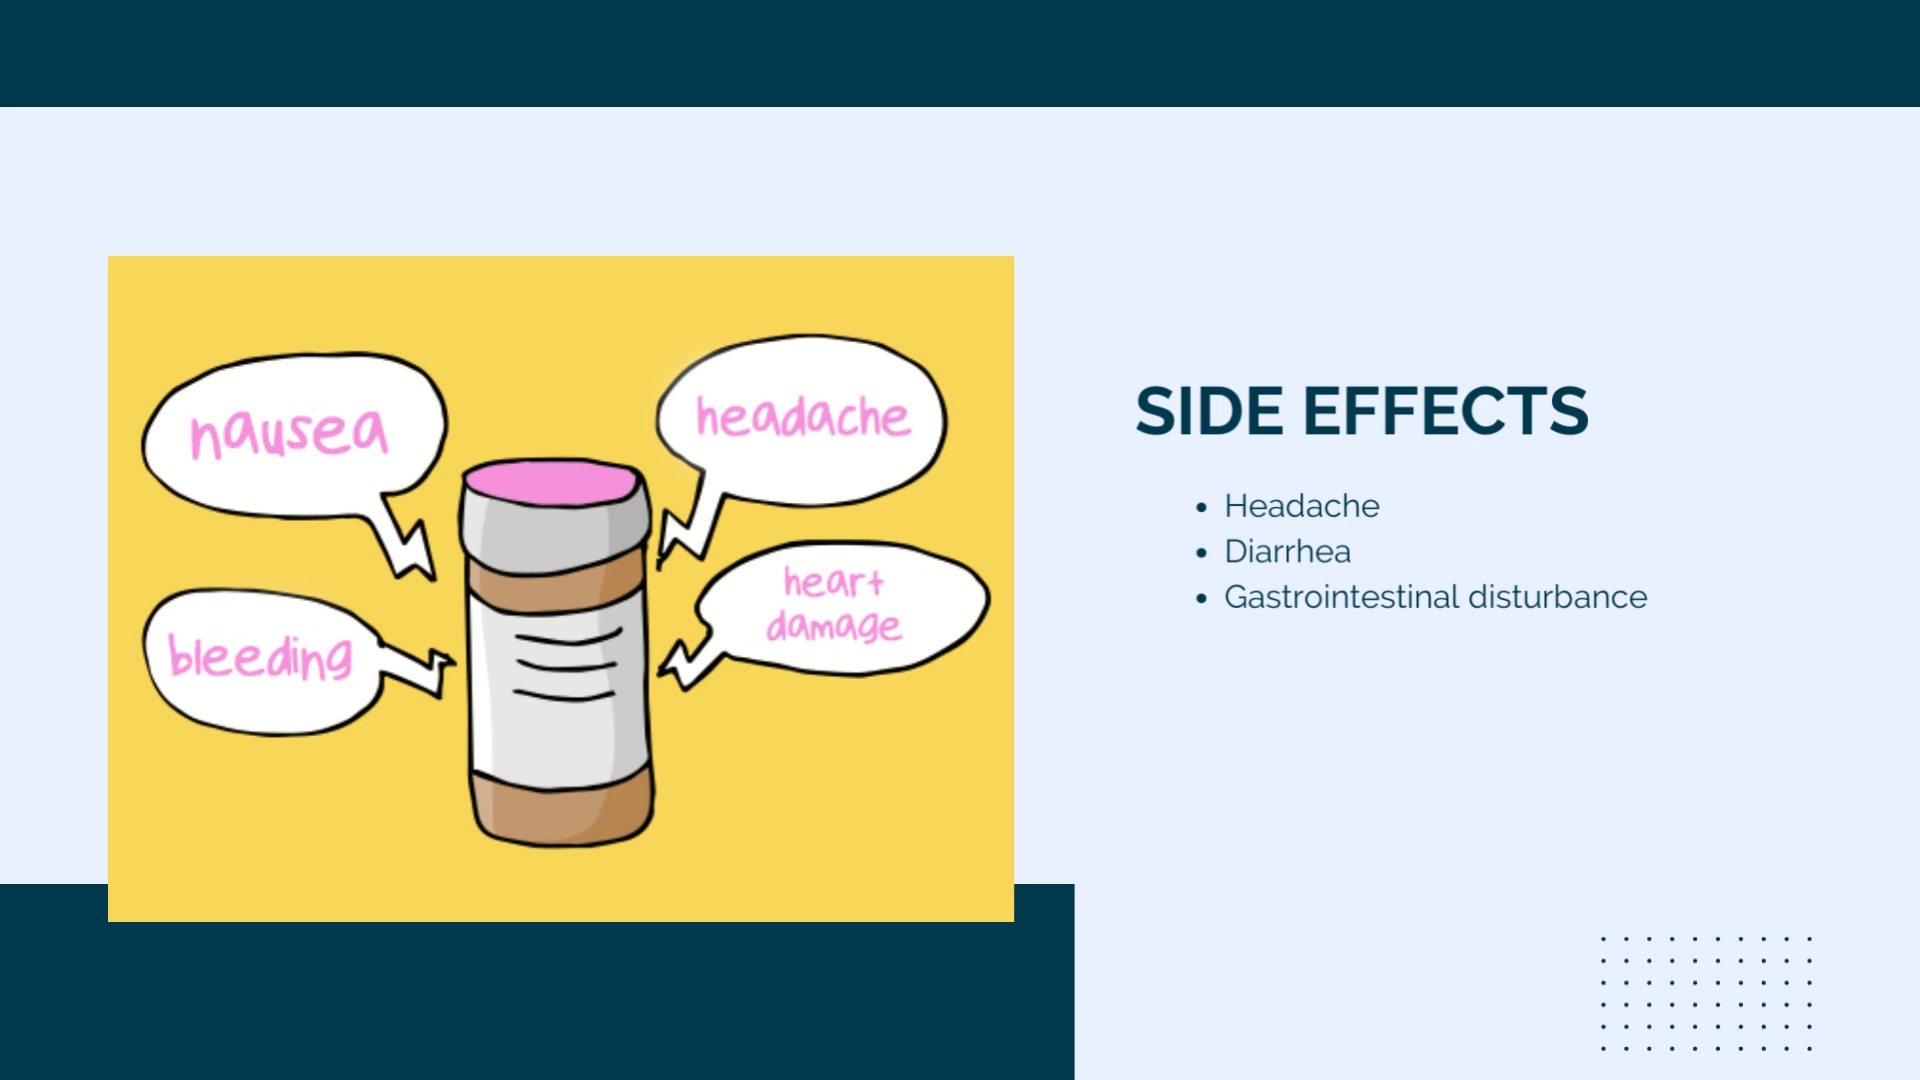 nausea
headache
bleeding
heart
damage
SIDE EFFECTS
• Headache
• Diarrhea
• Gastrointestinal disturbance